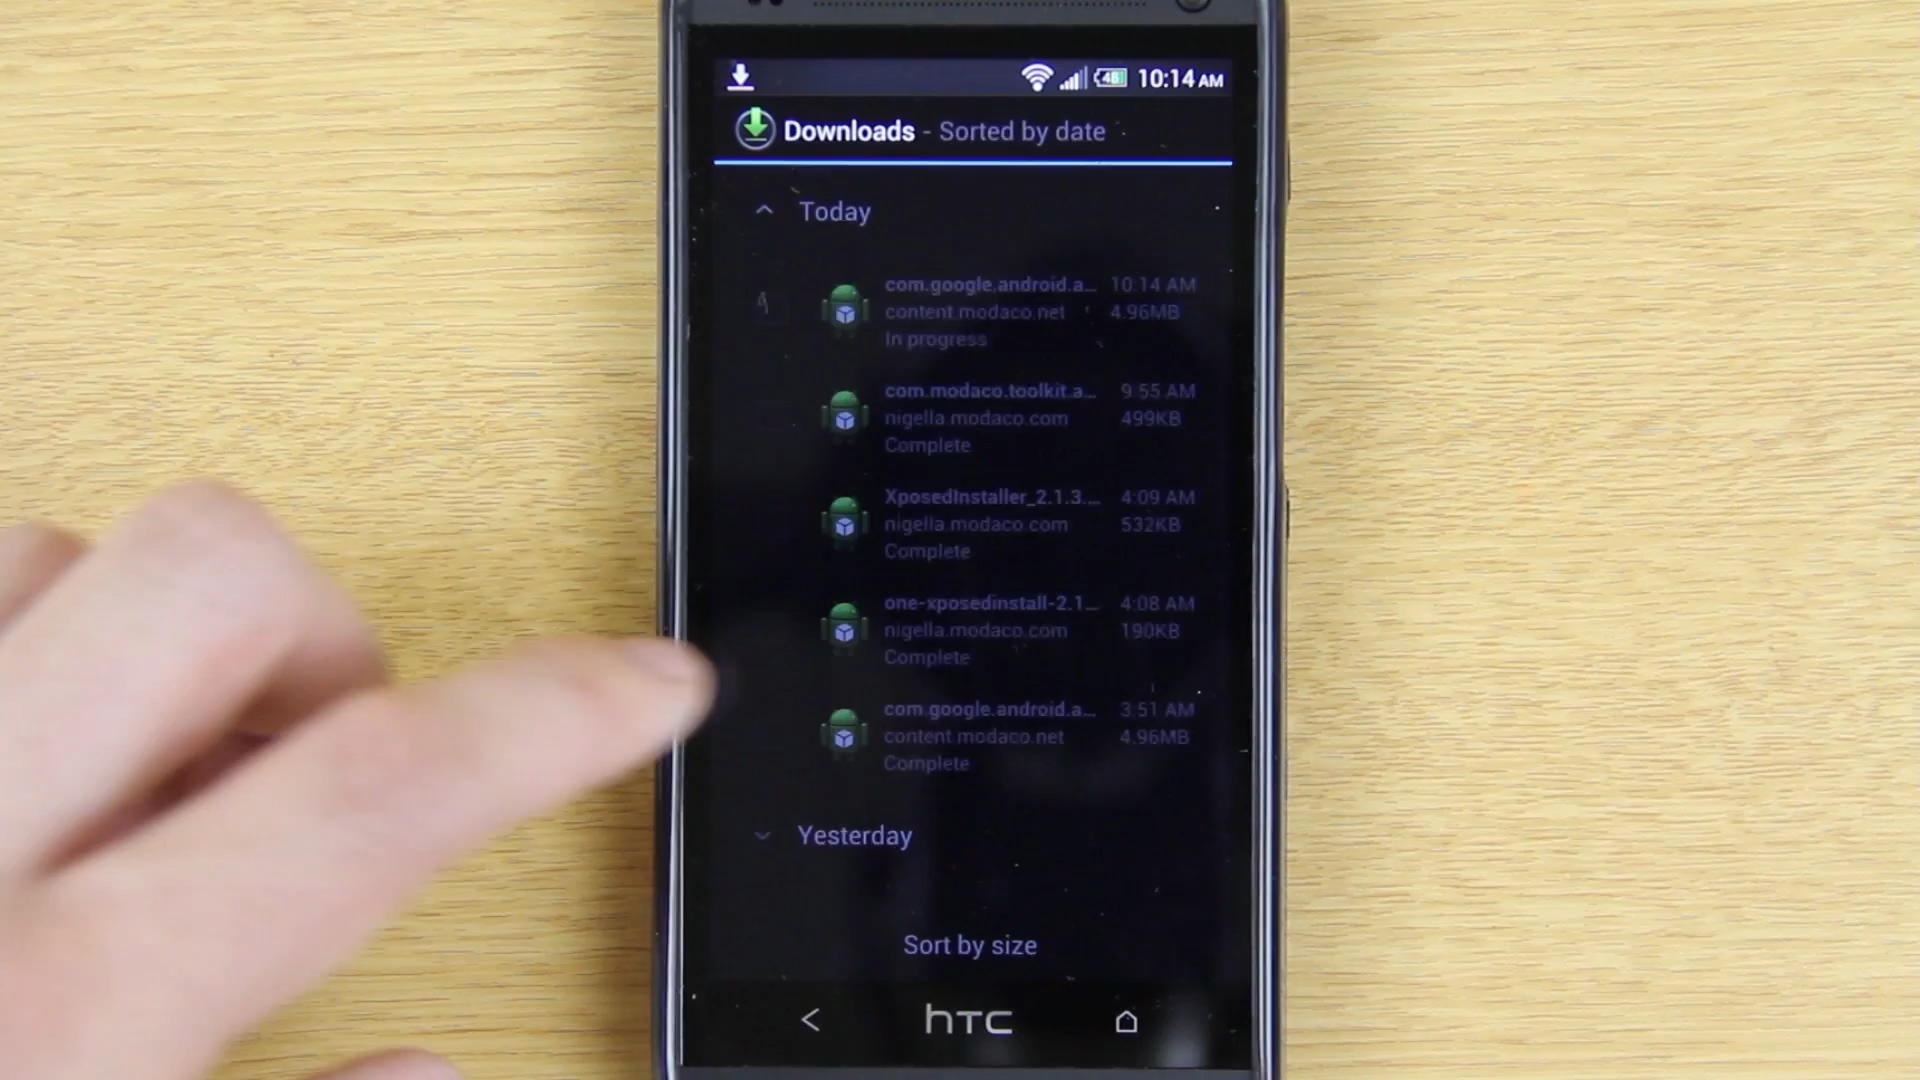 48 10:14 AM
Downloads - Sorted by date
Today
com.google.android.a... 10:14 AM
content.modaco.net 4.96MB
In progress
com.modaco.toolkit.a... 9:55 AM
nigella.modaco.com 499KB
Complete
XposedInstaller_2.1.3.... 4:09 AM
nigella.modaco.com 532KB
Complete
one-xposedinstall-2.1... 4:08 AM
nigella.modaco.com 190KB
Complete
com.google.android.a... 3:51 AM
content.modaco.net 4.96MB
Complete
Yesterday
Sort by size
hTC